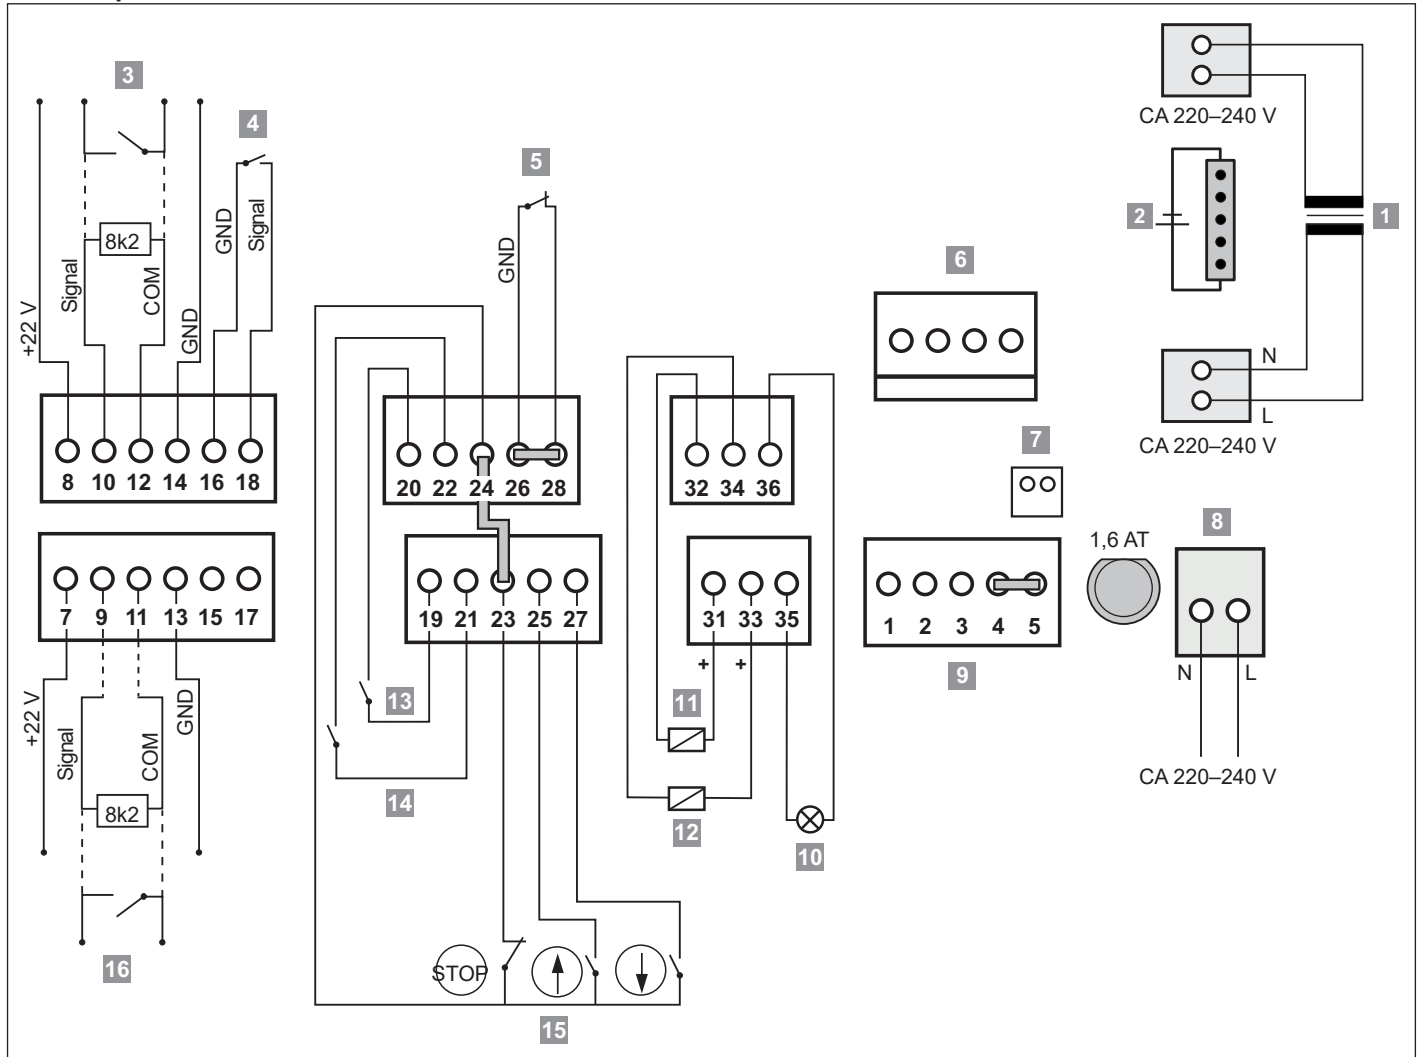 3
4
5
6
1
2
CA 220–240 V
+22 V
Signal
8k2
COM
GND
GND
Signal
GND
N
L
CA 220–240 V
8 10 12 14 16 18
20 22 24 26 28
32 34 36
7
8
1,6 AT
7 9 11 13 15 17
19 21 23 25 27
31 33 35
1 2 3 4 5
9
N L
CA 220–240 V
+ +
+22 V
Signal
8k2
COM
GND
13
14
11
12
10
STOP
15
16